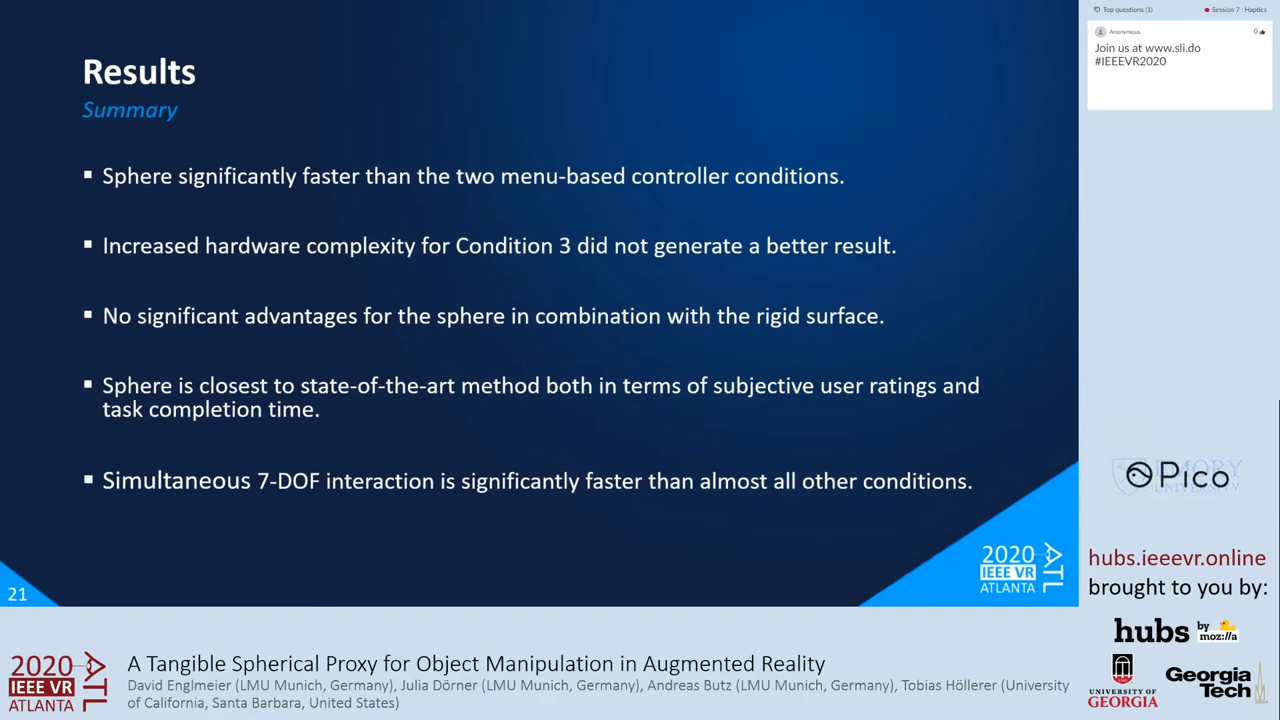 Results
Summary
▪ Sphere significantly faster than the two menu-based controller conditions.
▪ Increased hardware complexity for Condition 3 did not generate a better result.
▪ No significant advantages for the sphere in combination with the rigid surface.
▪ Sphere is closest to state-of-the-art method both in terms of subjective user ratings and
task completion time.
▪ Simultaneous 7-DOF interaction is significantly faster than almost all other conditions.
21
2020
IEEE VR
ATLANTA
ATL
Top questions (1)
Session 7 : Haptics
Anonymous
0
Join us at www.sli.do
#IEEEVR2020
Pico
EMORY
UNIVERSITY
hubs.ieeevr.online
brought to you by:
hubs by
moz://a
UNIVERSITY OF
GEORGIA
Georgia
Tech
2020
IEEE VR
ATLANTA
ATL
A Tangible Spherical Proxy for Object Manipulation in Augmented Reality
David Englmeier (LMU Munich, Germany), Julia Dörner (LMU Munich, Germany), Andreas Butz (LMU Munich, Germany), Tobias Höllerer (University
of California, Santa Barbara, United States)